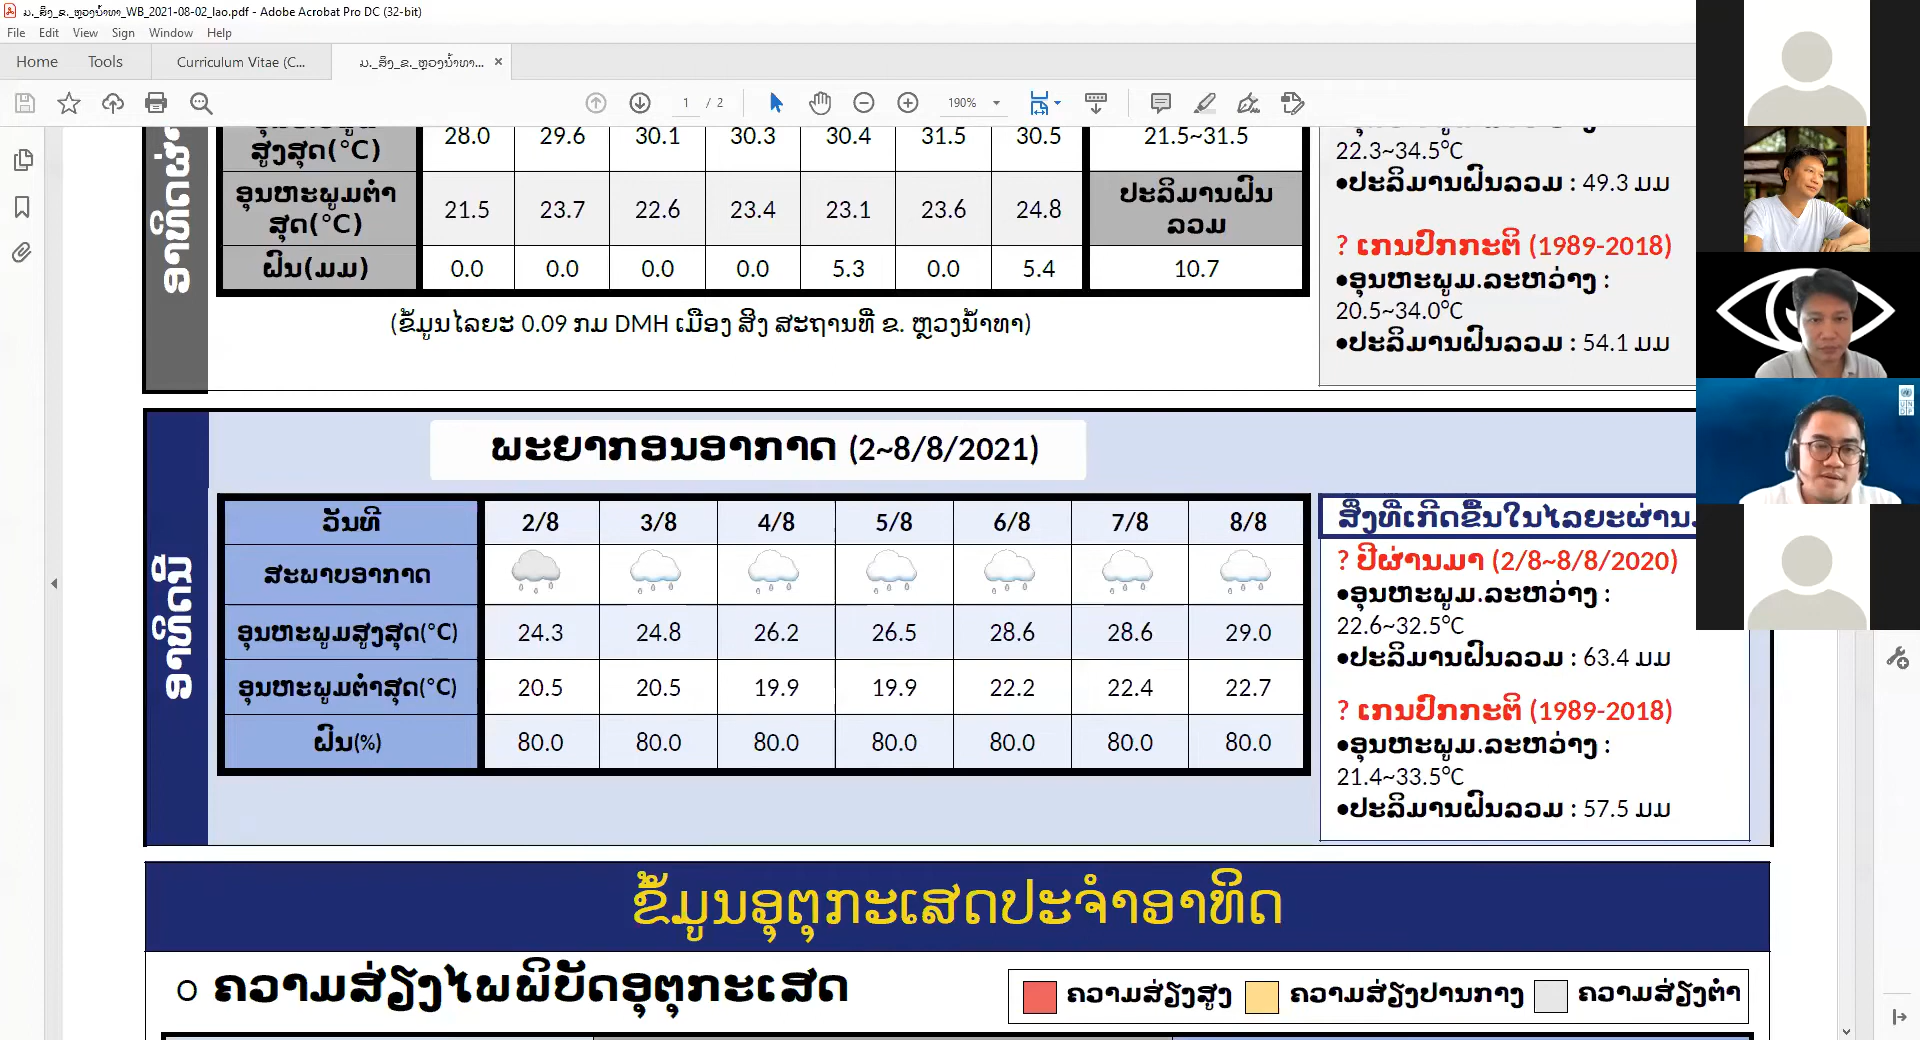 ມ._ສິງ_ຂ._ຫຼວງນ້ຳທາ_WB_2021-08-02_lao.pdf - Adobe Acrobat Pro DC (32-bit)
File Edit View Sign Window Help
Home Tools Curriculum Vitae (C... ມ._ສິງ_ຂ._ຫຼວງນ້ຳທາ... ×
1 / 2 190%
ສູງສຸດ(°C) 28.0 29.6 30.1 30.3 30.4 31.5 30.5 21.5~31.5
ອຸນຫະພູມຕ່ຳ
ສຸດ(°C) 21.5 23.7 22.6 23.4 23.1 23.6 24.8 ປະລິມານຝົນ
ລວມ
ຝົນ(ມມ) 0.0 0.0 0.0 0.0 5.3 0.0 5.4 10.7
(ຂໍ້ມູນໄລຍະ 0.09 ກມ DMH ເມືອງ ສິງ ສະຖານທີ່ ຂ. ຫຼວງນ້ຳທາ)
22.3~34.5°C
●ປະລິມານຝົນລວມ : 49.3 ມມ
? ເກນປົກກະຕິ (1989-2018)
●ອຸນຫະພູມ.ລະຫວ່າງ :
20.5~34.0°C
●ປະລິມານຝົນລວມ : 54.1 ມມ
ອາທິດນີ້
ພະຍາກອນອາກາດ (2~8/8/2021)
ວັນທີ 2/8 3/8 4/8 5/8 6/8 7/8 8/8
ສະພາບອາກາດ
ອຸນຫະພູມສູງສຸດ(°C) 24.3 24.8 26.2 26.5 28.6 28.6 29.0
ອຸນຫະພູມຕ່ຳສຸດ(°C) 20.5 20.5 19.9 19.9 22.2 22.4 22.7
ຝົນ(%) 80.0 80.0 80.0 80.0 80.0 80.0 80.0
ສິ່ງທີ່ເກີດຂຶ້ນໃນໄລຍະຜ່ານ
? ປີຜ່ານມາ (2/8~8/8/2020)
●ອຸນຫະພູມ.ລະຫວ່າງ :
22.6~32.5°C
●ປະລິມານຝົນລວມ : 63.4 ມມ
? ເກນປົກກະຕິ (1989-2018)
●ອຸນຫະພູມ.ລະຫວ່າງ :
21.4~33.5°C
●ປະລິມານຝົນລວມ : 57.5 ມມ
ຂໍ້ມູນອຸຕຸກະເສດປະຈຳອາທິດ
o ຄວາມສ່ຽງໄພພິບັດອຸຕຸກະເສດ
ຄວາມສ່ຽງສູງ ຄວາມສ່ຽງປານກາງ ຄວາມສ່ຽງຕ່ຳ
UNDP